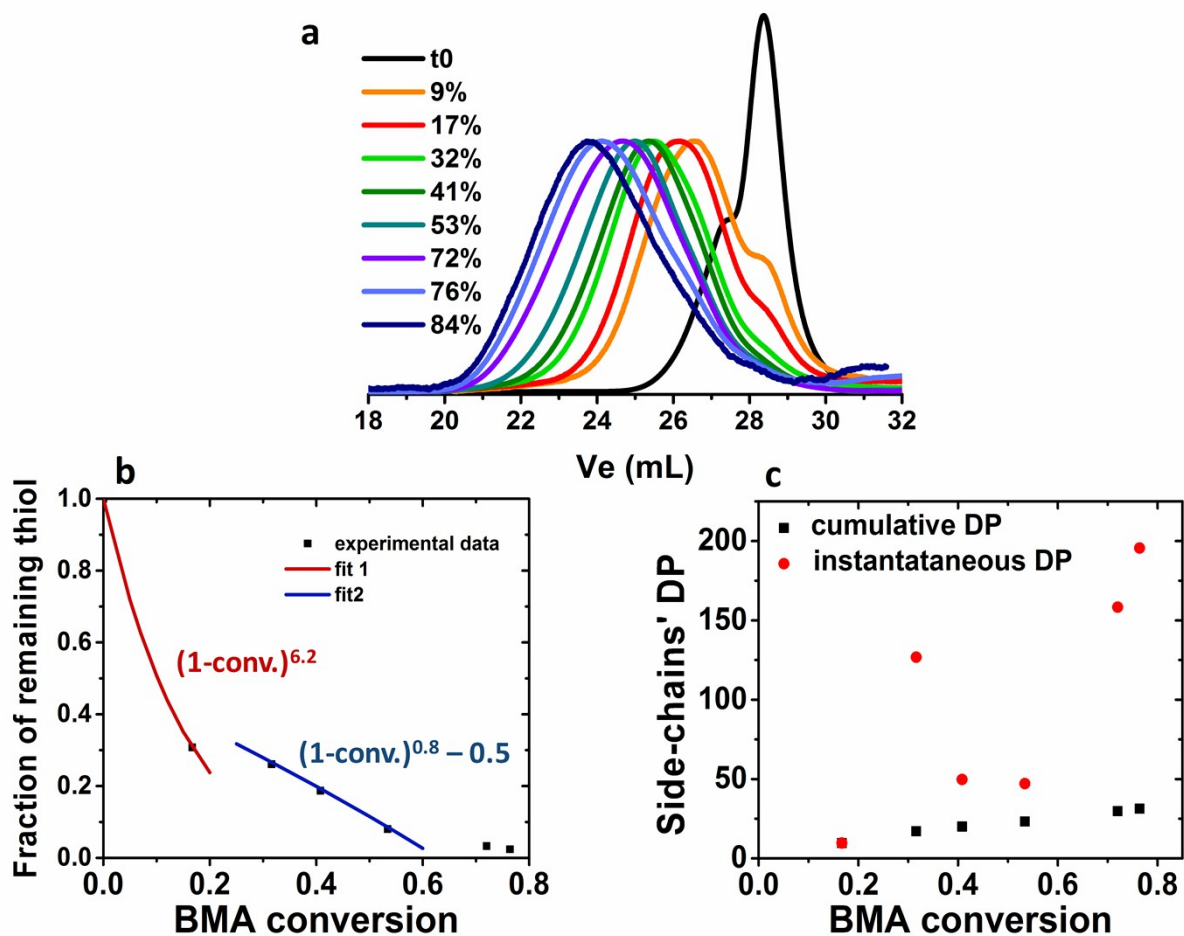 a
t0
9%
17%
32%
41%
53%
72%
76%
84%
18 20 22 24 26 28 30 32
Ve (mL)
b
Fraction of remaining thiol
1.0
0.8
0.6
0.4
0.2
0.0
experimental data
fit 1
fit2
(1-conv.)^6.2
(1-conv.)^0.8 – 0.5
0.0 0.2 0.4 0.6 0.8
BMA conversion
c
Side-chains' DP
200
150
100
50
0
cumulative DP
instantataneous DP
0.0 0.2 0.4 0.6 0.8
BMA conversion